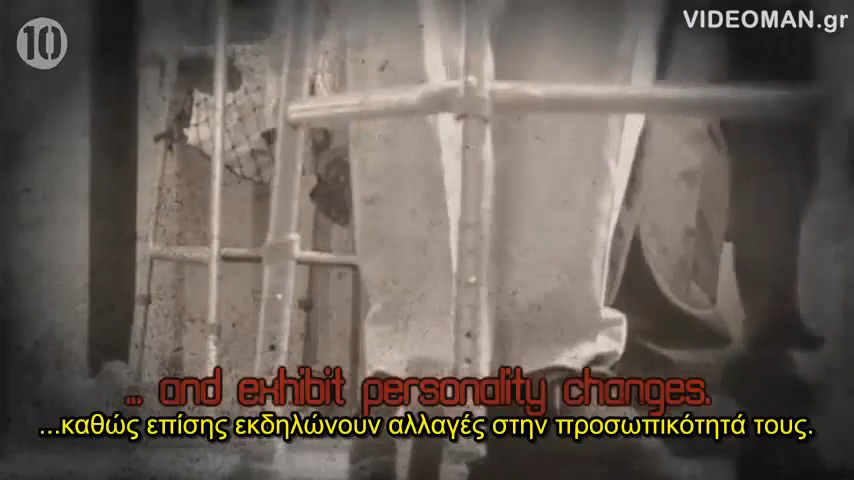 10
VIDEOMAN.gr
... and exhibit personality changes.
...καθώς επίσης εκδηλώνουν αλλαγές στην προσωπικότητά τους.